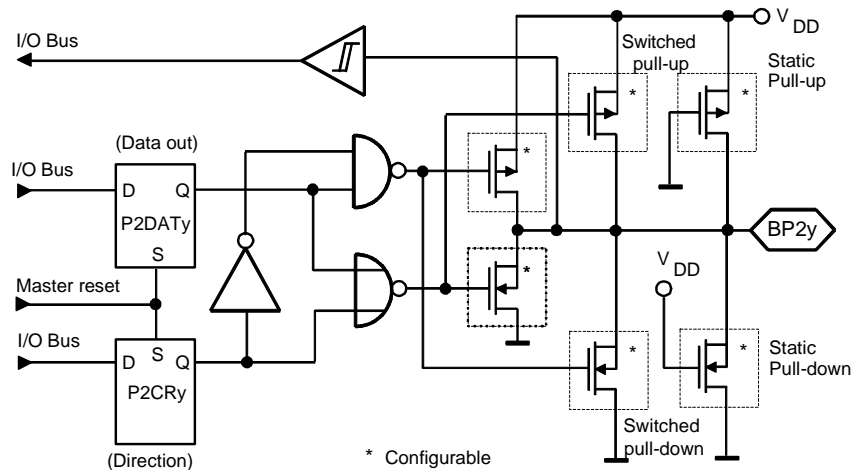 I/O Bus
V DD
Switched
pull-up
Static
Pull-up
*
*
(Data out)
I/O Bus
D Q
P2DATy
S
*
BP2y
V DD
*
Master reset
I/O Bus
S
D Q
P2CRy
*
*
Static
Pull-down
(Direction)
* Configurable
Switched
pull-down